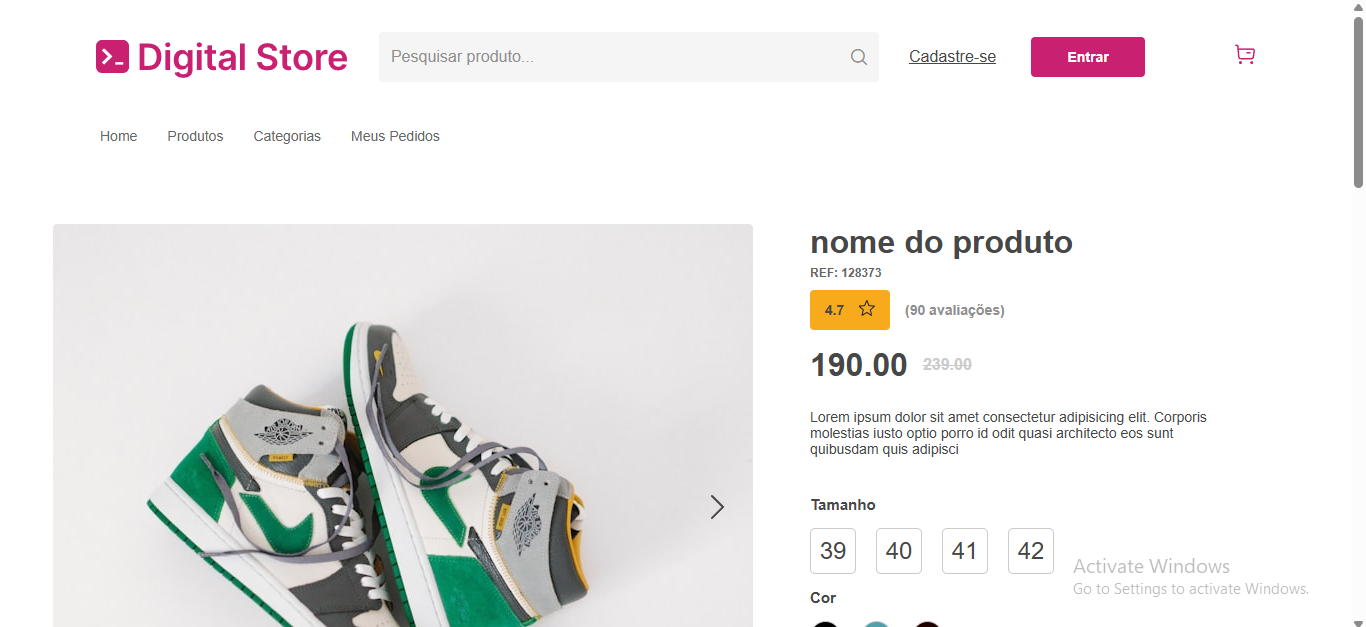 Digital Store
Pesquisar produto...
Cadastre-se
Entrar
Home
Produtos
Categorias
Meus Pedidos
nome do produto
REF: 128373
4.7
(90 avaliações)
190.00
239.00
Lorem ipsum dolor sit amet consectetur adipisicing elit. Corporis
molestias iusto optio porro id odit quasi architecto eos sunt
quibusdam quis adipisci
Tamanho
39
40
41
42
Activate Windows
Go to Settings to activate Windows.
Cor